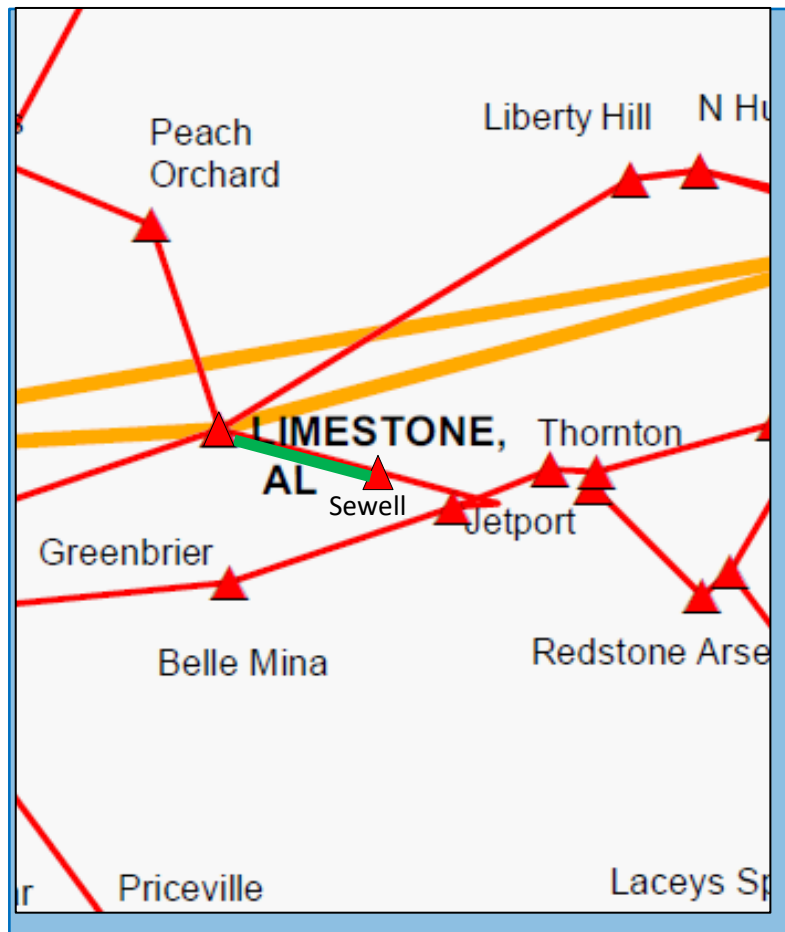 Liberty Hill
N Hu
Peach
Orchard
LIMESTONE,
AL
Thornton
Sewell
Jetport
Greenbrier
Belle Mina
Redstone Arse
Priceville
Laceys Sp